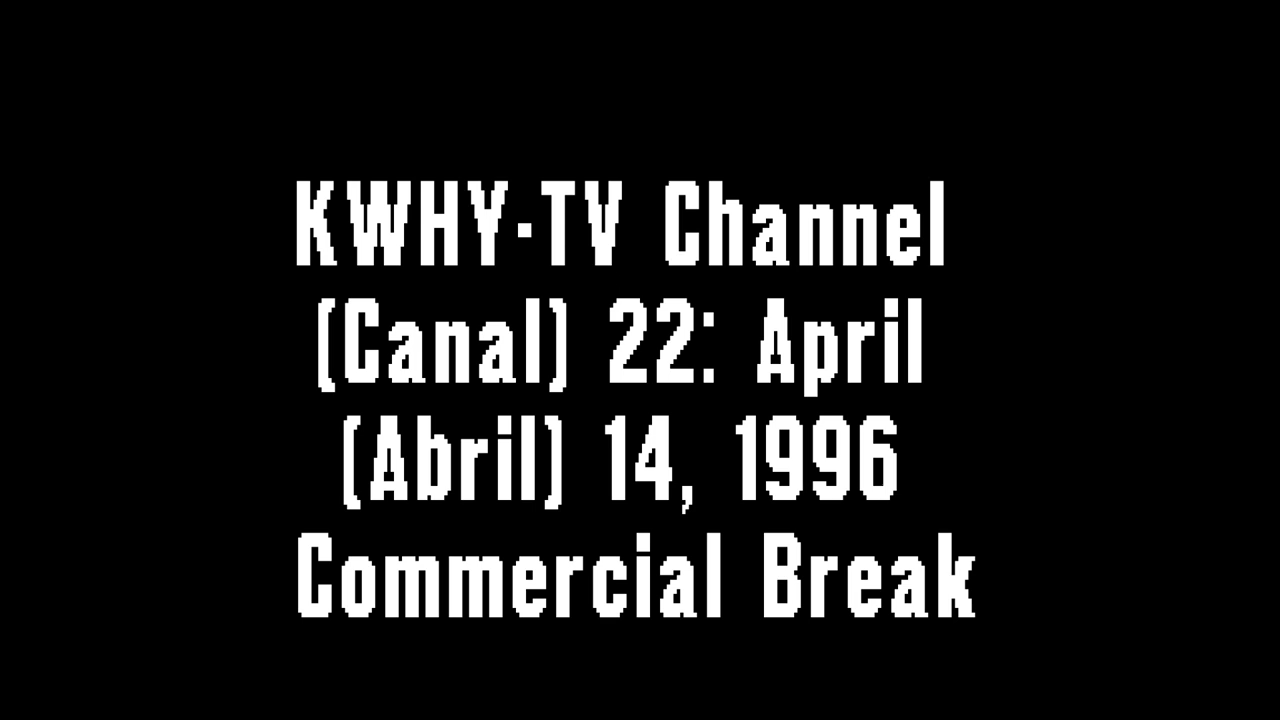 KWHY-TV Channel
(Canal) 22: April
(Abril) 14, 1996
Commercial Break